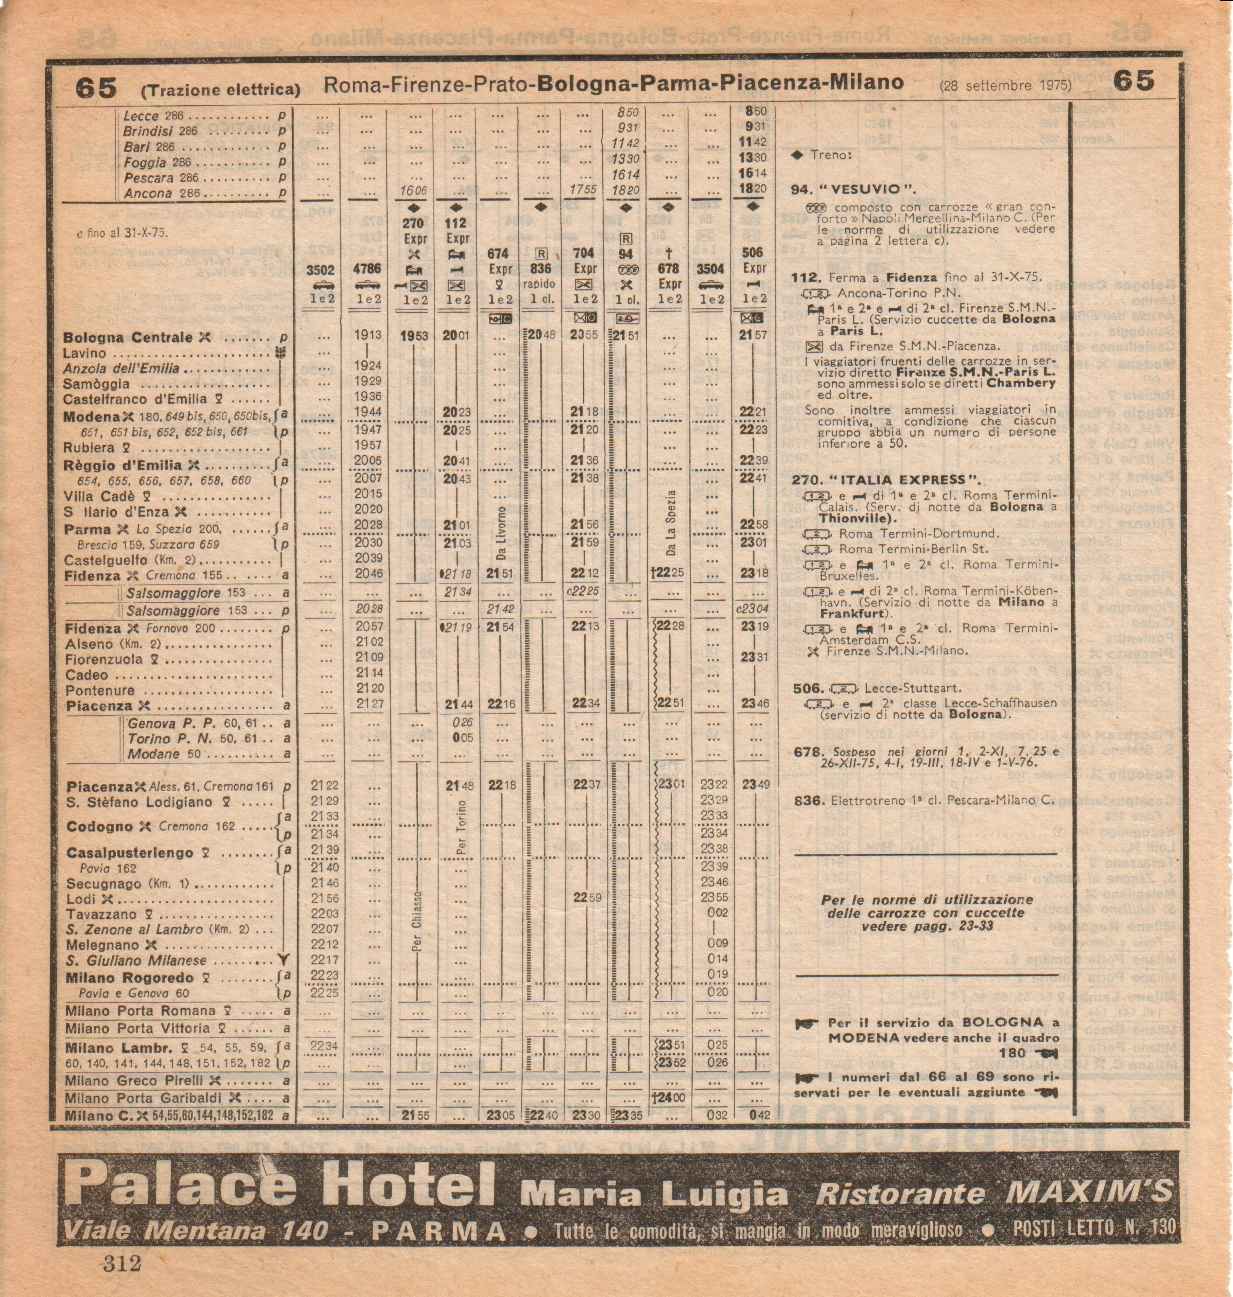 65 (Trazione elettrica) Roma-Firenze-Prato-Bologna-Parma-Piacenza-Milano (28 settembre 1975) 65
Lecce 286 ............ p ... ... ... ... ... ... ... 850 ... ... 850
Brindisi 286 ............ p ... ... ... ... ... ... ... 931 ... ... 931
Bari 286 ............ p ... ... ... ... ... ... ... 1142 ... ... 1142
Foggia 286 .......... p ... ... ... ... ... ... ... 1330 ... ... 1330
Pescara 286 .......... p ... ... ... ... ... ... ... 1614 ... ... 1614
Ancona 286 .......... p ... ... 1606 ... ... ... 1755 1820 ... ... 1820
c fino al 31-X-75.
270 112
Expr Expr R
674 R 704 94 † 506
3502 4786 Expr 836 Expr 678 3504 Expr
rapido Expr
1e2 1e2 1e2 1e2 1e2 1 cl. 1e2 1 cl. 1e2 1e2 1e2
Bologna Centrale ....... p ... 1913 1953 2001 ... 2048 2055 2151 ... ... 2157
Lavino ....................
Anzola dell'Emilia ............ ... 1924
Samòggia ................. ... 1929
Castelfranco d'Emilia ...... ... 1936
Modena 180, 649 bis, 650, 650bis, a ... 1944 2023 2118 ... 2221
651, 651 bis, 652, 652 bis, 661 p ... 1947 2025 2120 ... 2223
Rubiera ................. ... 1957
Règgio d'Emilia ......... a ... 2005 2041 2136 ... 2239
654, 655, 656, 657, 658, 660 p ... 2007 2043 2138 ... 2241
Villa Cadè ............... ... 2015
S Ilario d'Enza ............ ... 2020
Parma La Spezia 200, ...... a ... 2028 2101 2156 ... 2258
Brescia 159, Suzzara 659 p ... 2030 2103 2159 ... 2301
Da Livorno
Da La Spezia
Castelguelfo (Km. 2) ......... ... 2039
Fidenza Cremona 155 ....... a ... 2046 2118 2151 2212 †2225 ... 2318
Salsomaggiore 153 ... a ... ... ... 2134 ... ... c2225 ... ... ... ...
Salsomaggiore 153 ... p ... 2028 ... ... 2142 ... ... ... ... ... c2304
Fidenza Fornovo 200 ........ p ... 2057 2119 2154 2213 2228 ... 2319
Alseno (Km. 2) .............. ... 2102
Fiorenzuola ............... ... 2109 ... 2331
Cadeo ..................... ... 2114
Pontenure ................. ... 2120
Piacenza ................ a ... 2127 2144 2216 2234 2251 ... 2346
Genova P. P. 60, 61 .. a ... ... ... 026 ... ... ... ... ... ... ...
Torino P. N. 50, 61 .. a ... ... ... 005 ... ... ... ... ... ... ...
Modane 50 .......... a ... ... ... ... ... ... ... ... ... ... ...
Piacenza Aless. 61, Cremona 161 p 2122 ... 2148 2218 2237 2301 2322 2349
S. Stèfano Lodigiano ..... 2129 ... 2329
Codogno Cremona 162 ..... a 2133 ... 2333
p 2134 ... 2334
Per Torino
Casalpusterlengo ........ a 2139 ... 2338
Pavia 162 p 2140 ... 2339
Secugnago (Km. 1) ............ 2146 ... 2346
Lodi ...................... 2156 ... 2259 2355
Tavazzano ................ 2203 ... 002
S. Zenone al Lambro (Km. 2) ... 2207 ...
Per Chiasso
Melegnano ................. 2212 ... 009
S. Giuliano Milanese ......... 2217 ... 014
Milano Rogoredo ......... a 2223 ... 019
Pavia e Genova 60 p 2225 ... 020
Milano Porta Romana ..... a ... ... ... ... ... ...
Milano Porta Vittoria ...... a ... ... ... ... ... ...
Milano Lambr. 54, 55, 59, a 2234 ... 2351 025
60, 140, 141, 144, 148, 151, 152, 182 p ... 2352 026
Milano Greco Pirelli ....... a ... ... ... ... ... ...
Milano Porta Garibaldi .... a ... ... ... ... †2400 ...
Milano C. 54,55,60,144,148,152,182 a ... ... 2155 ... 2305 2240 2330 2335 ... 032 042
◆ Treno:
94. "VESUVIO".
composto con carrozze «gran con-
forto» Napoli Mergellina-Milano C. (Per
le norme di utilizzazione vedere
a pagina 2 lettera c).
112. Ferma a Fidenza fino al 31-X-75.
Ancona-Torino P.N.
1ª e 2ª e di 2ª cl. Firenze S.M.N.-
Paris L. (Servizio cuccette da Bologna
a Paris L.
da Firenze S.M.N.-Piacenza.
I viaggiatori fruenti delle carrozze in ser-
vizio diretto Firenze S.M.N.-Paris L.
sono ammessi solo se diretti Chambery
ed oltre.
Sono inoltre ammessi viaggiatori in
comitiva, a condizione che ciascun
gruppo abbia un numero di persone
inferiore a 50.
270. "ITALIA EXPRESS".
e di 1ª e 2ª cl. Roma Termini-
Calais. (Serv. di notte da Bologna a
Thionville).
Roma Termini-Dortmund.
Roma Termini-Berlin St.
e 1ª e 2ª cl. Roma Termini-
Bruxelles.
e di 2ª cl. Roma Termini-Köben-
havn. (Servizio di notte da Milano a
Frankfurt).
e 1ª e 2ª cl. Roma Termini-
Amsterdam C.S.
Firenze S.M.N.-Milano.
506. Lecce-Stuttgart.
e 2ª classe Lecce-Schaffhausen
(servizio di notte da Bologna).
678. Sospeso nei giorni 1, 2-XI, 7, 25 e
26-XII-75, 4-I, 19-III, 18-IV e 1-V-76.
836. Elettrotreno 1ª cl. Pescara-Milano C.
Per le norme di utilizzazione
delle carrozze con cuccette
vedere pagg. 23-33
Per il servizio da BOLOGNA a
MODENA vedere anche il quadro
180
I numeri dal 66 al 69 sono ri-
servati per le eventuali aggiunte
Palace Hotel Maria Luigia Ristorante MAXIM'S
Viale Mentana 140 - PARMA ● Tutte le comodità, si mangia in modo meraviglioso ● POSTI LETTO N. 130
312